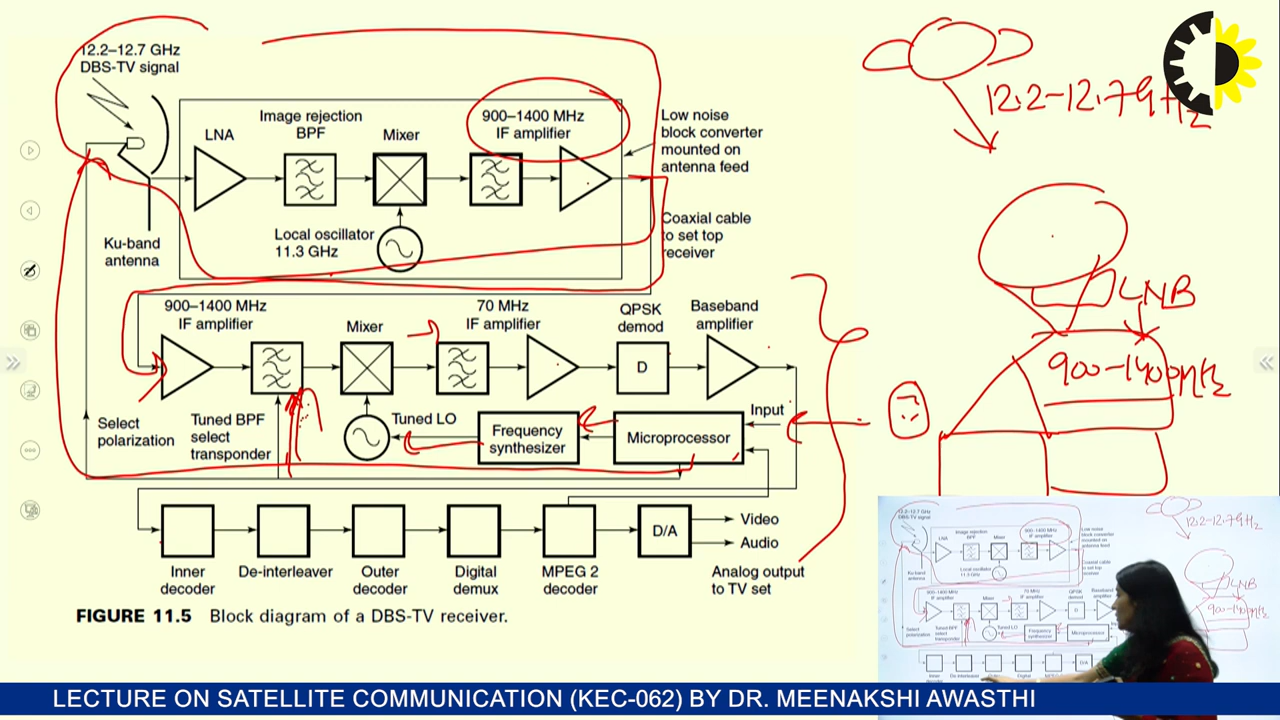 12.2–12.7 GHz
DBS-TV signal
LNA
Image rejection
BPF
Mixer
900–1400 MHz
IF amplifier
Low noise
block converter
mounted on
antenna feed
Ku-band
antenna
Local oscillator
11.3 GHz
Coaxial cable
to set top
receiver
12.2-12.7 GHz
LNB
900-1400MHz
900–1400 MHz
IF amplifier
Mixer
70 MHz
IF amplifier
QPSK
demod
D
Baseband
amplifier
Select
polarization
Tuned BPF
select
transponder
Tuned LO
Frequency
synthesizer
Microprocessor
Input
D/A
Video
Audio
Inner
decoder
De-interleaver
Outer
decoder
Digital
demux
MPEG 2
decoder
Analog output
to TV set
FIGURE 11.5 Block diagram of a DBS-TV receiver.
LECTURE ON SATELLITE COMMUNICATION (KEC-062) BY DR. MEENAKSHI AWASTHI